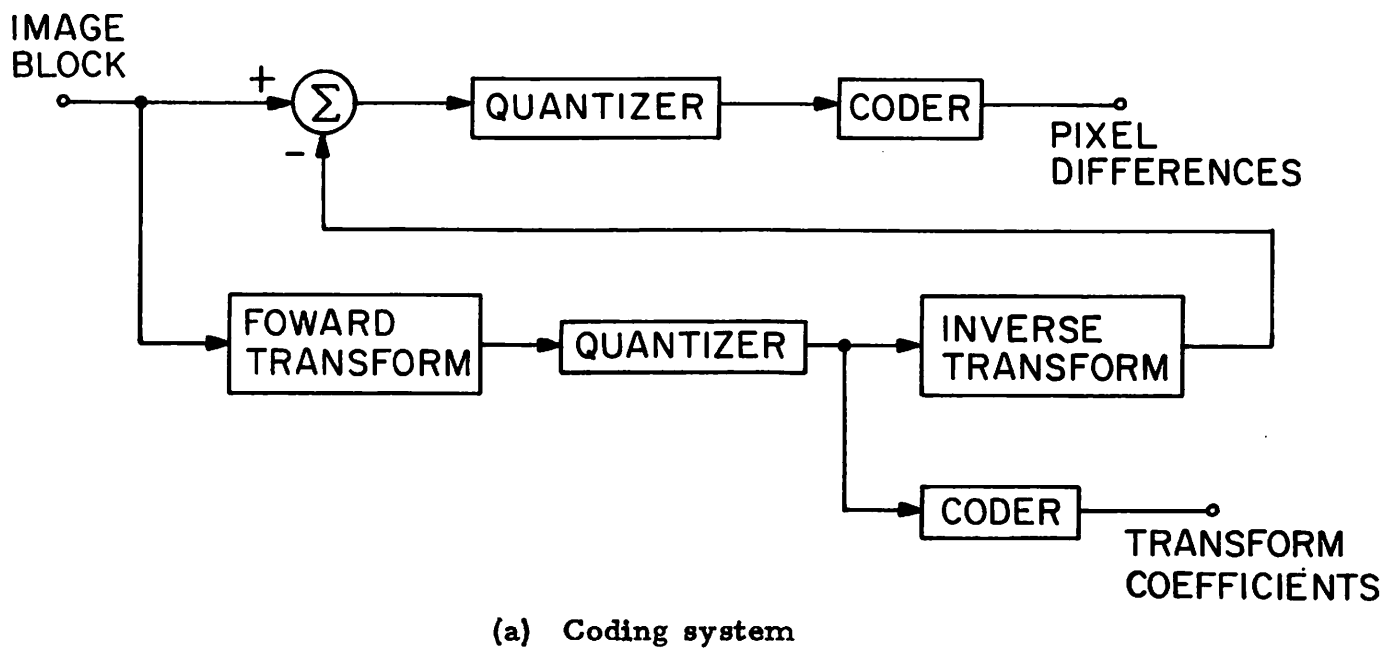 IMAGE
BLOCK
+
Σ
-
QUANTIZER
CODER
PIXEL
DIFFERENCES
FOWARD
TRANSFORM
QUANTIZER
INVERSE
TRANSFORM
CODER
TRANSFORM
COEFFICIENTS
(a) Coding system